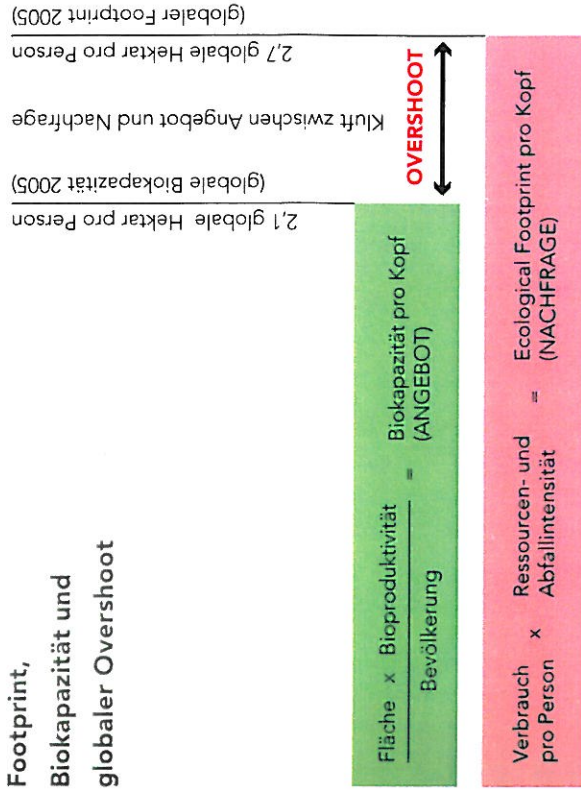 Footprint,
Biokapazität und
globaler Overshoot
2,1 globale Hektar pro Person
(globale Biokapazität 2005)
Kluft zwischen Angebot und Nachfrage
2,7 globale Hektar pro Person
(globaler Footprint 2005)
OVERSHOOT
Fläche x Bioproduktivität
Bevölkerung
= Biokapazität pro Kopf
(ANGEBOT)
Verbrauch x Ressourcen- und = Ecological Footprint pro Kopf
pro Person Abfallintensität (NACHFRAGE)